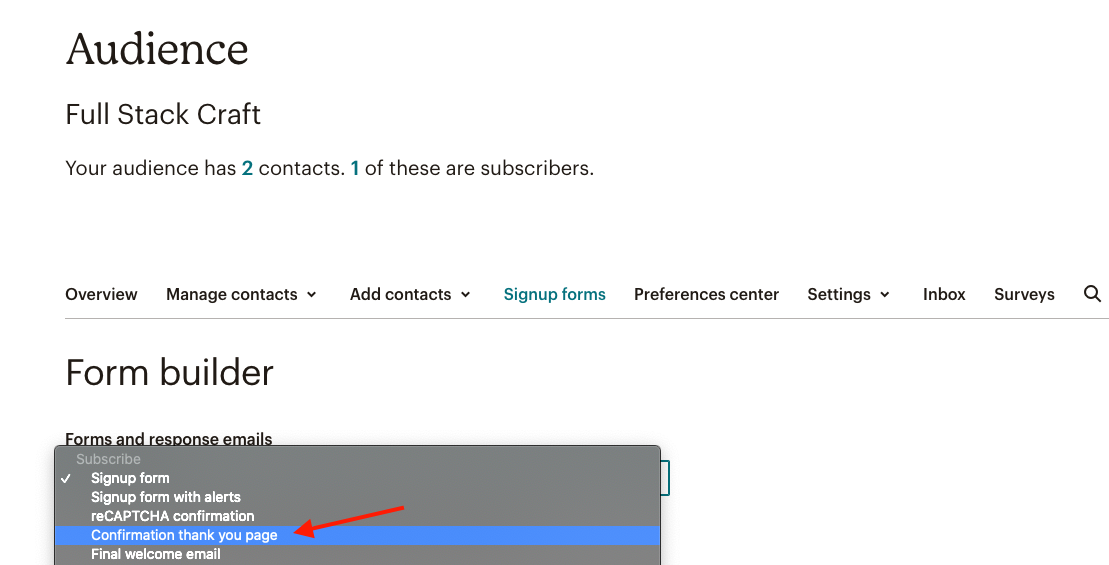 Audience
Full Stack Craft
Your audience has 2 contacts. 1 of these are subscribers.
Overview Manage contacts Add contacts Signup forms Preferences center Settings Inbox Surveys
Form builder
Forms and response emails
Subscribe
✓ Signup form
Signup form with alerts
reCAPTCHA confirmation
Confirmation thank you page
Final welcome email